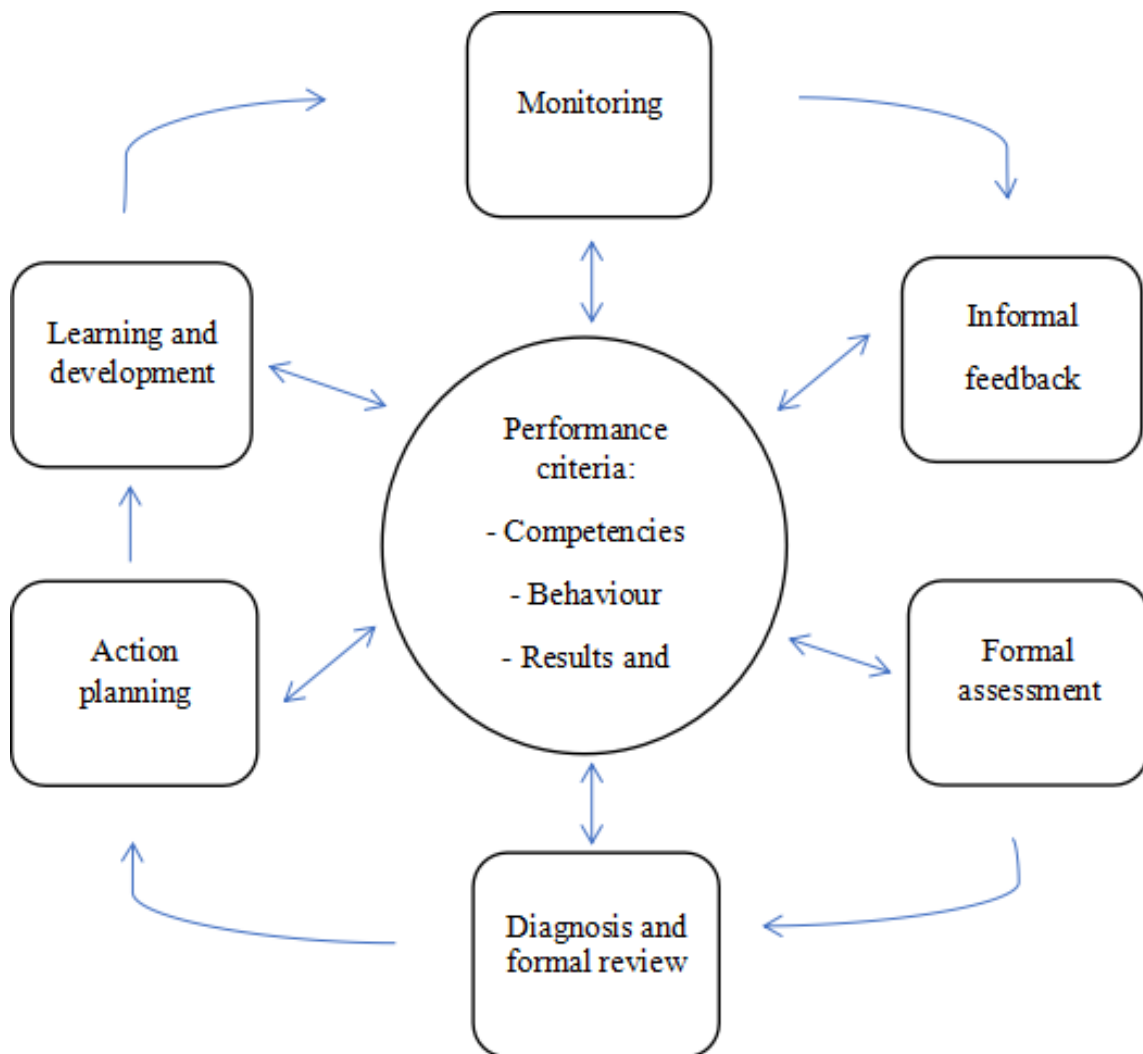 Monitoring
Informal
feedback
Formal
assessment
Diagnosis and
formal review
Action
planning
Learning and
development
Performance
criteria:
- Competencies
- Behaviour
- Results and